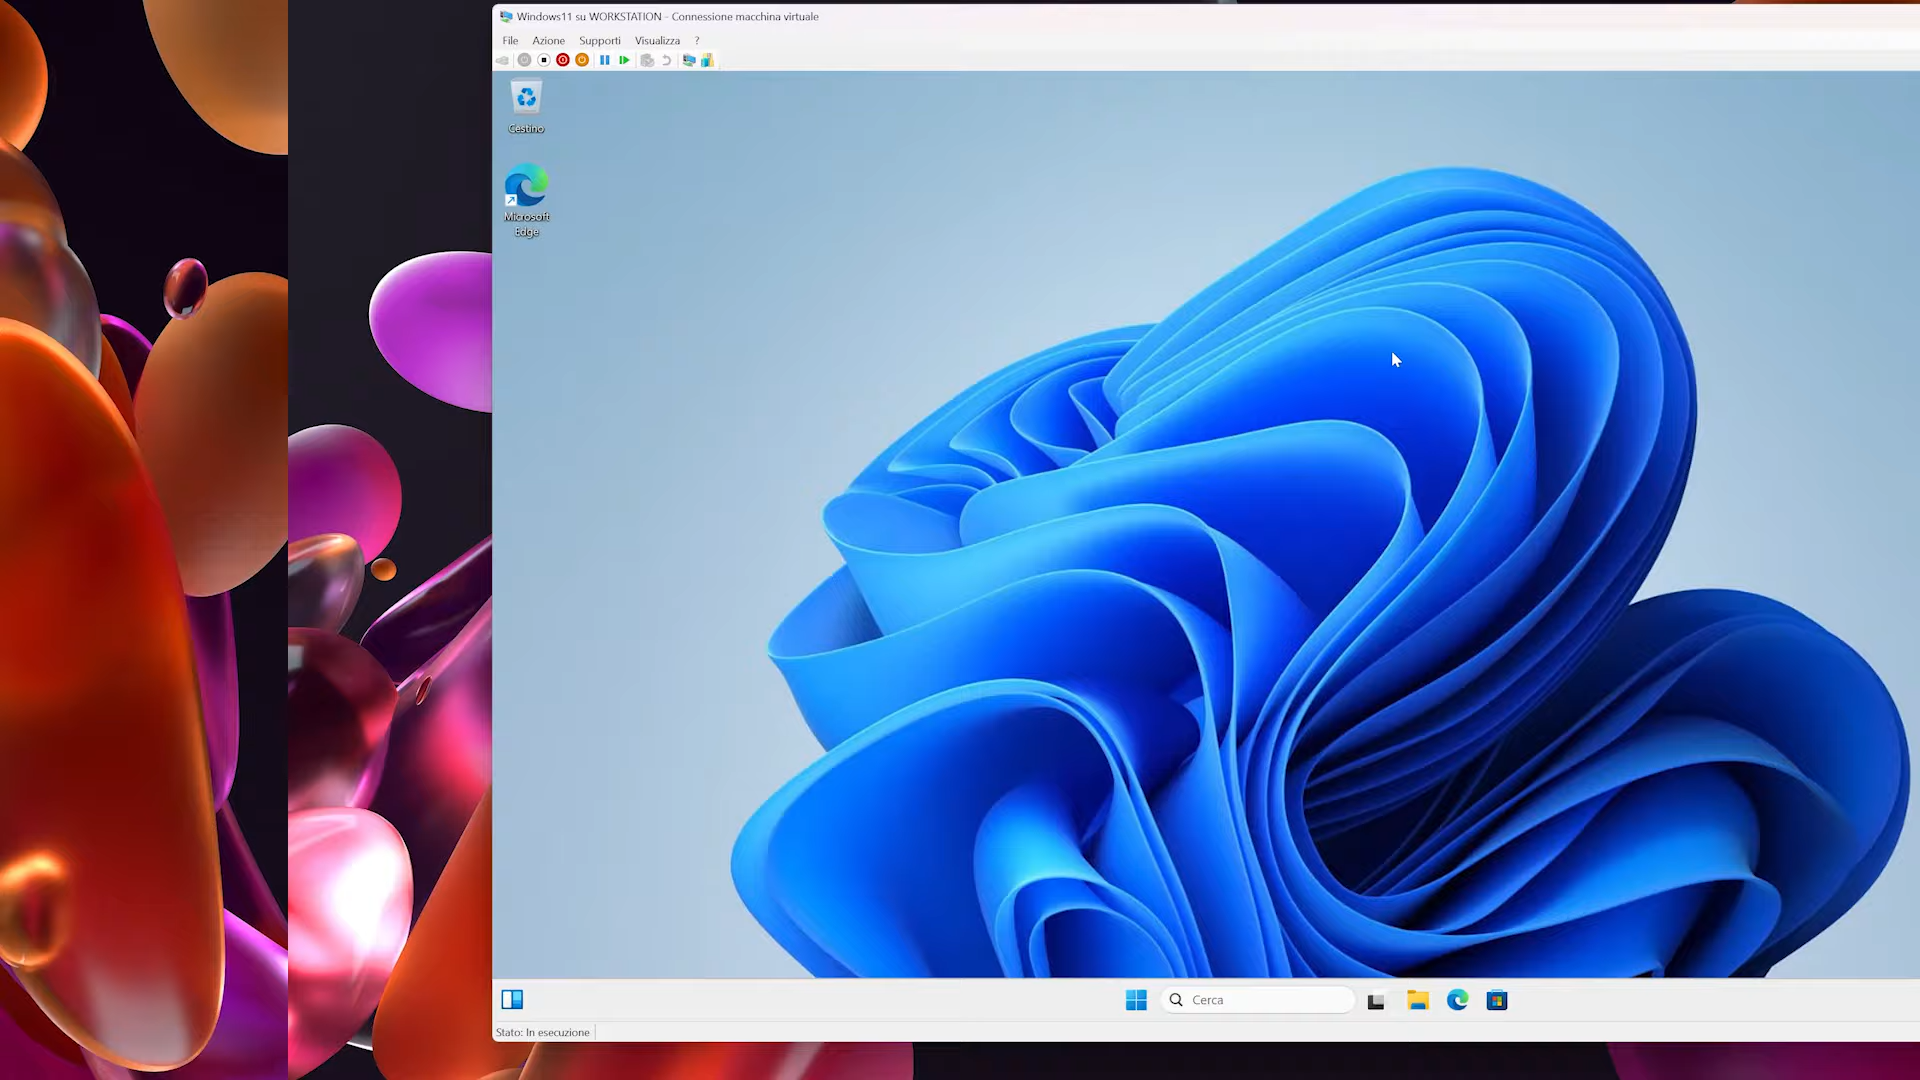 Windows11 su WORKSTATION - Connessione macchina virtuale
File Azione Supporti Visualizza ?
Cestino
Microsoft
Edge
Cerca
Stato: In esecuzione